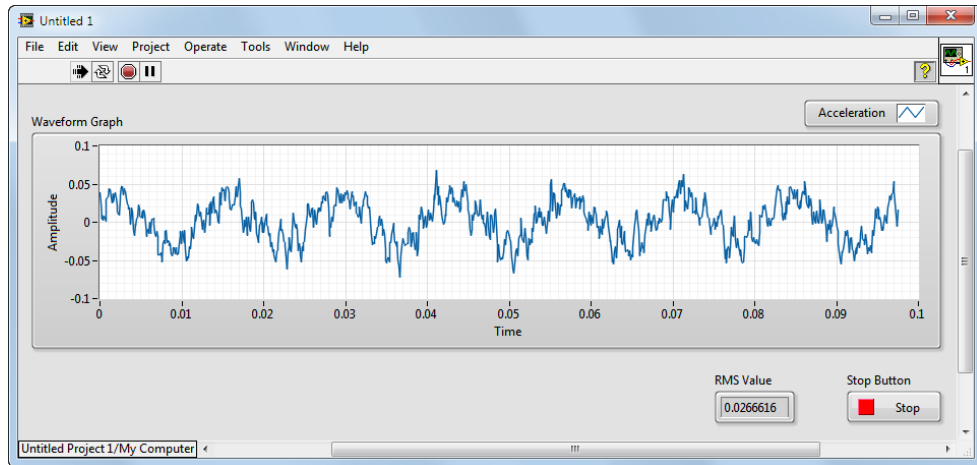 Untitled 1
File Edit View Project Operate Tools Window Help
?
1
Acceleration
Waveform Graph
0.1
0.05
0
-0.05
-0.1
Amplitude
0 0.01 0.02 0.03 0.04 0.05 0.06 0.07 0.08 0.09 0.1
Time
RMS Value Stop Button
0.0266616 Stop
Untitled Project 1/My Computer